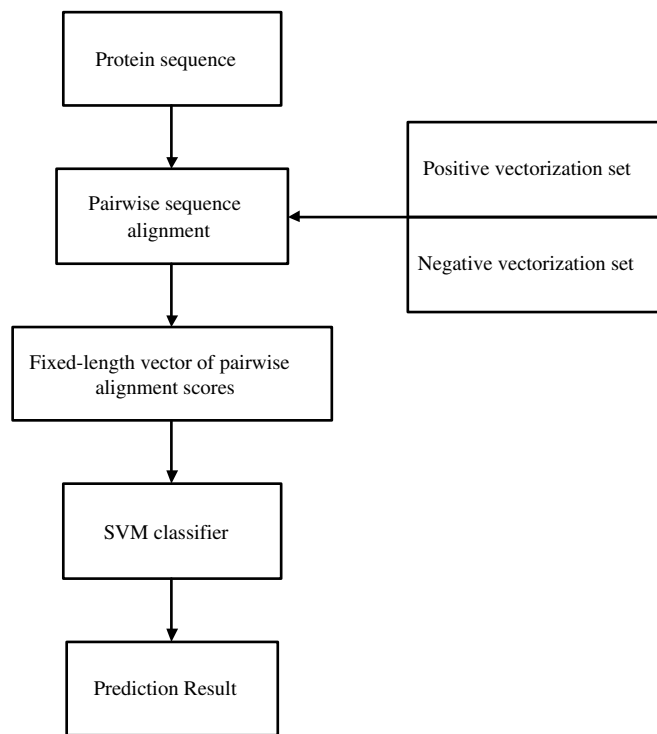 Protein sequence
Positive vectorization set
Pairwise sequence
alignment
Negative vectorization set
Fixed-length vector of pairwise
alignment scores
SVM classifier
Prediction Result